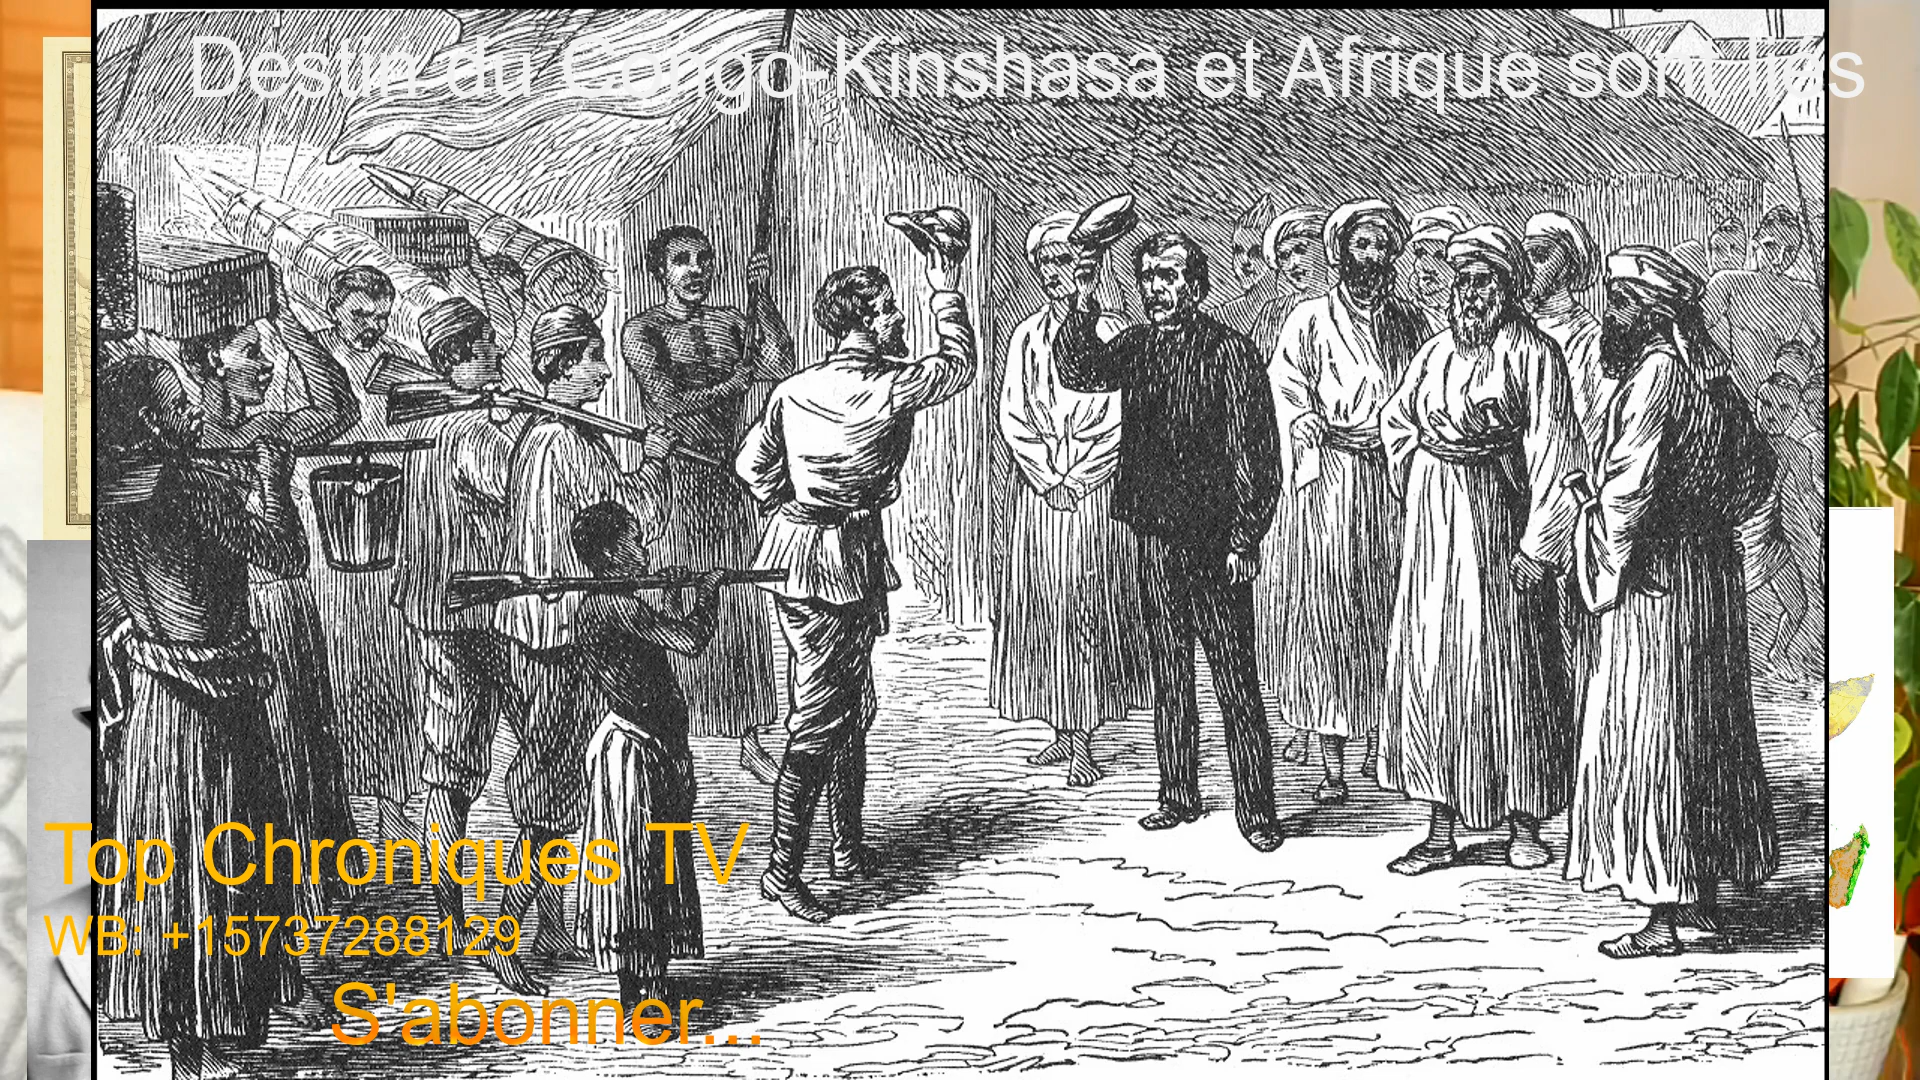 Destin du Congo-Kinshasa et Afrique sont liés
Top Chroniques TV
WB: +15737288129
S'abonner...